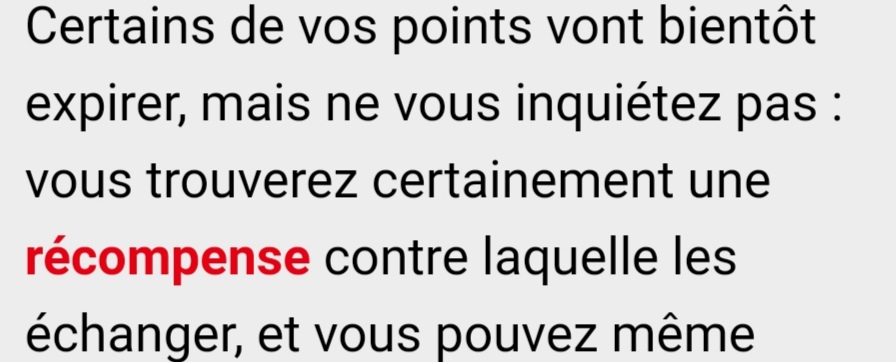 Certains de vos points vont bientôt
expirer, mais ne vous inquiétez pas :
vous trouverez certainement une
récompense contre laquelle les
échanger, et vous pouvez même